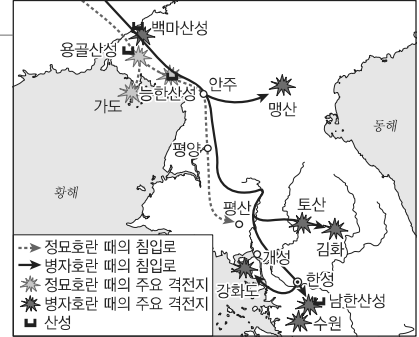 백마산성
용골산성
능한산성
안주
가도
맹산
동해
평양
황해
평산
토산
김화
개성
한성
강화도
남한산성
수원
정묘호란 때의 침입로
병자호란 때의 침입로
정묘호란 때의 주요 격전지
병자호란 때의 주요 격전지
산성